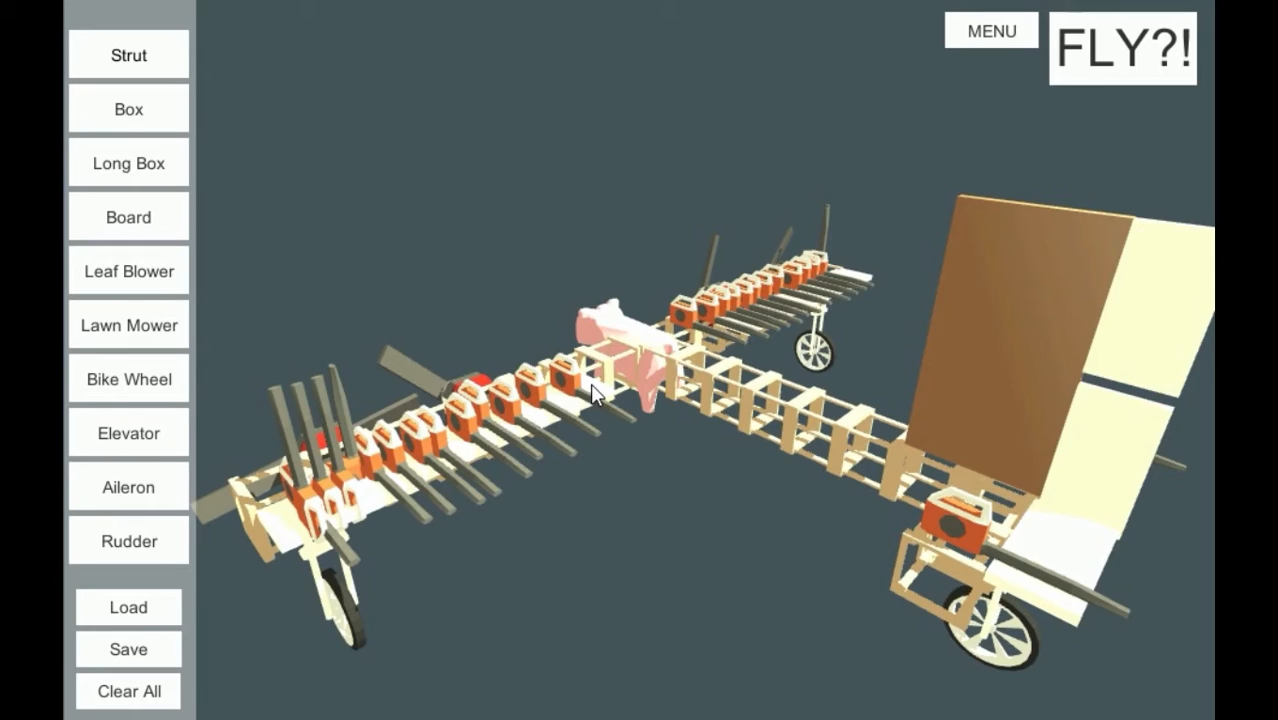 Strut
Box
Long Box
Board
Leaf Blower
Lawn Mower
Bike Wheel
Elevator
Aileron
Rudder
Load
Save
Clear All
MENU
FLY?!